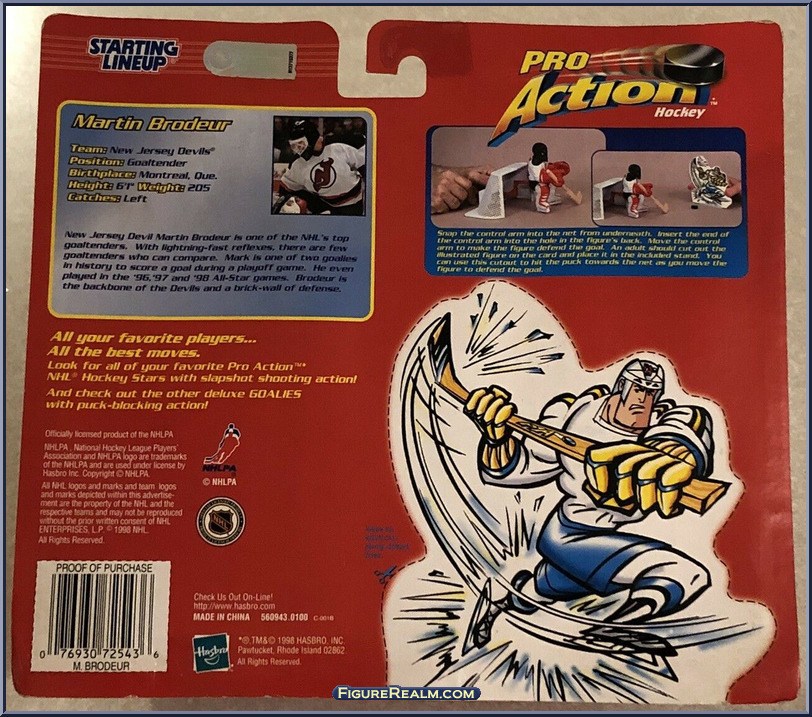 STARTING
LINEUP®
PRO
Action™
Hockey
Martin Brodeur
Team: New Jersey Devils®
Position: Goaltender
Birthplace: Montreal, Que.
Height: 6'1" Weight: 205
Catches: Left
New Jersey Devil Martin Brodeur is one of the NHL's top
goaltenders. With lightning-fast reflexes, there are few
goaltenders who can compare. Mark is one of two goalies
in history to score a goal during a playoff game. He even
played in the '96,'97 and '98 All-Star games. Brodeur is
the backbone of the Devils and a brick-wall of defense.
Snap the control arm into the net from underneath. Insert the end of
the control arm into the hole in the figure's back. Move the control
arm to make figure defend the goal. An adult should cut out the
illustrated figure on the card and place it in the included stand. You
can use this cutout to hit the puck towards the net as you move the
figure to defend the goal.
All your favorite players...
All the best moves.
Look for all of your favorite Pro Action™*
NHL® Hockey Stars with slapshot shooting action!
And check out the other deluxe GOALIES
with puck-blocking action!
Officially licensed product of the NHLPA
NHLPA, National Hockey League Players'
Association and NHLPA logo are trademarks
of the NHLPA and are used under license by
Hasbro Inc. Copyright © NHLPA.
All NHL logos and marks and team logos
and marks depicted within this advertise-
ment are the property of the NHL and the
respective teams and may not be reproduced
without the prior written consent of NHL
ENTERPRISES, L.P. © 1998 NHL.
All Rights Reserved.
NHLPA
© NHLPA
NHL
PROOF OF PURCHASE
0 76930 72543 6
M. BRODEUR
Check Us Out On-Line!
http://www.hasbro.com
MADE IN CHINA 560943.0100 C-001B
Hasbro
*®,TM&© 1998 HASBRO, INC.
Pawtucket, Rhode Island 02862
All Rights Reserved.
FIGUREREALM.COM